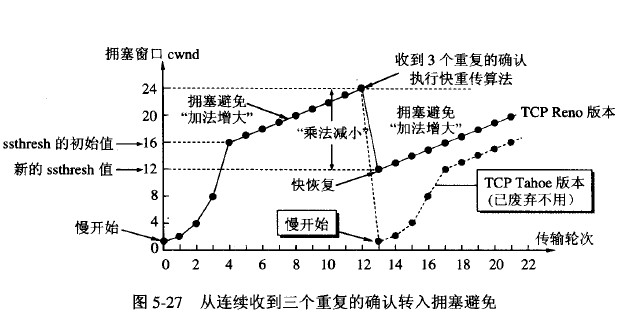 拥塞窗口 cwnd
收到 3 个重复的确认
执行快重传算法
24
20
16
12
8
4
0
拥塞避免
“加法增大”
“乘法减小”
拥塞避免
“加法增大”
TCP Reno 版本
ssthresh 的初始值
新的 ssthresh 值
快恢复
TCP Tahoe 版本
(已废弃不用)
慢开始
慢开始
传输轮次
0 2 4 6 8 10 12 14 16 18 20 22
图 5-27 从连续收到三个重复的确认转入拥塞避免